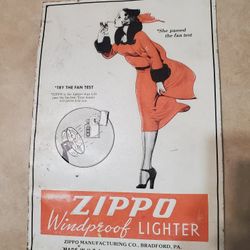 "She passed
the fan test
"TRY THE FAN TEST
ZIPPO
Windproof LIGHTER
ZIPPO MANUFACTURING CO., BRADFORD, PA.